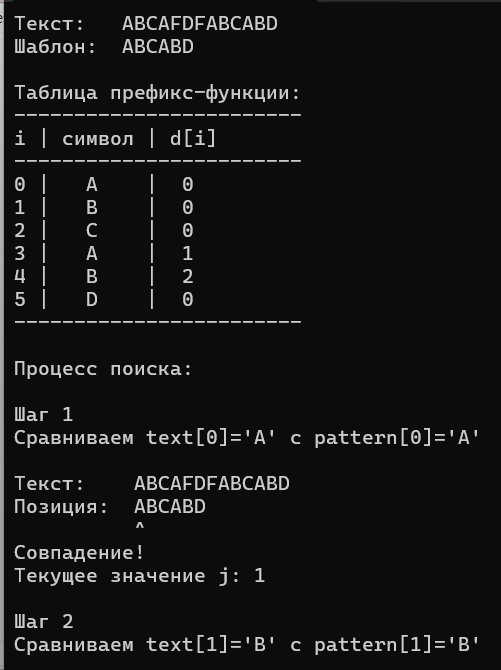 Текст:   ABCAFDFABCABD
Шаблон:  ABCABD
Таблица префикс-функции:
------------------------
i | символ | d[i]
------------------------
0 |   A    |  0
1 |   B    |  0
2 |   C    |  0
3 |   A    |  1
4 |   B    |  2
5 |   D    |  0
------------------------
Процесс поиска:
Шаг 1
Сравниваем text[0]='A' с pattern[0]='A'
Текст:    ABCAFDFABCABD
Позиция:  ABCABD
          ^
Совпадение!
Текущее значение j: 1
Шаг 2
Сравниваем text[1]='B' с pattern[1]='B'